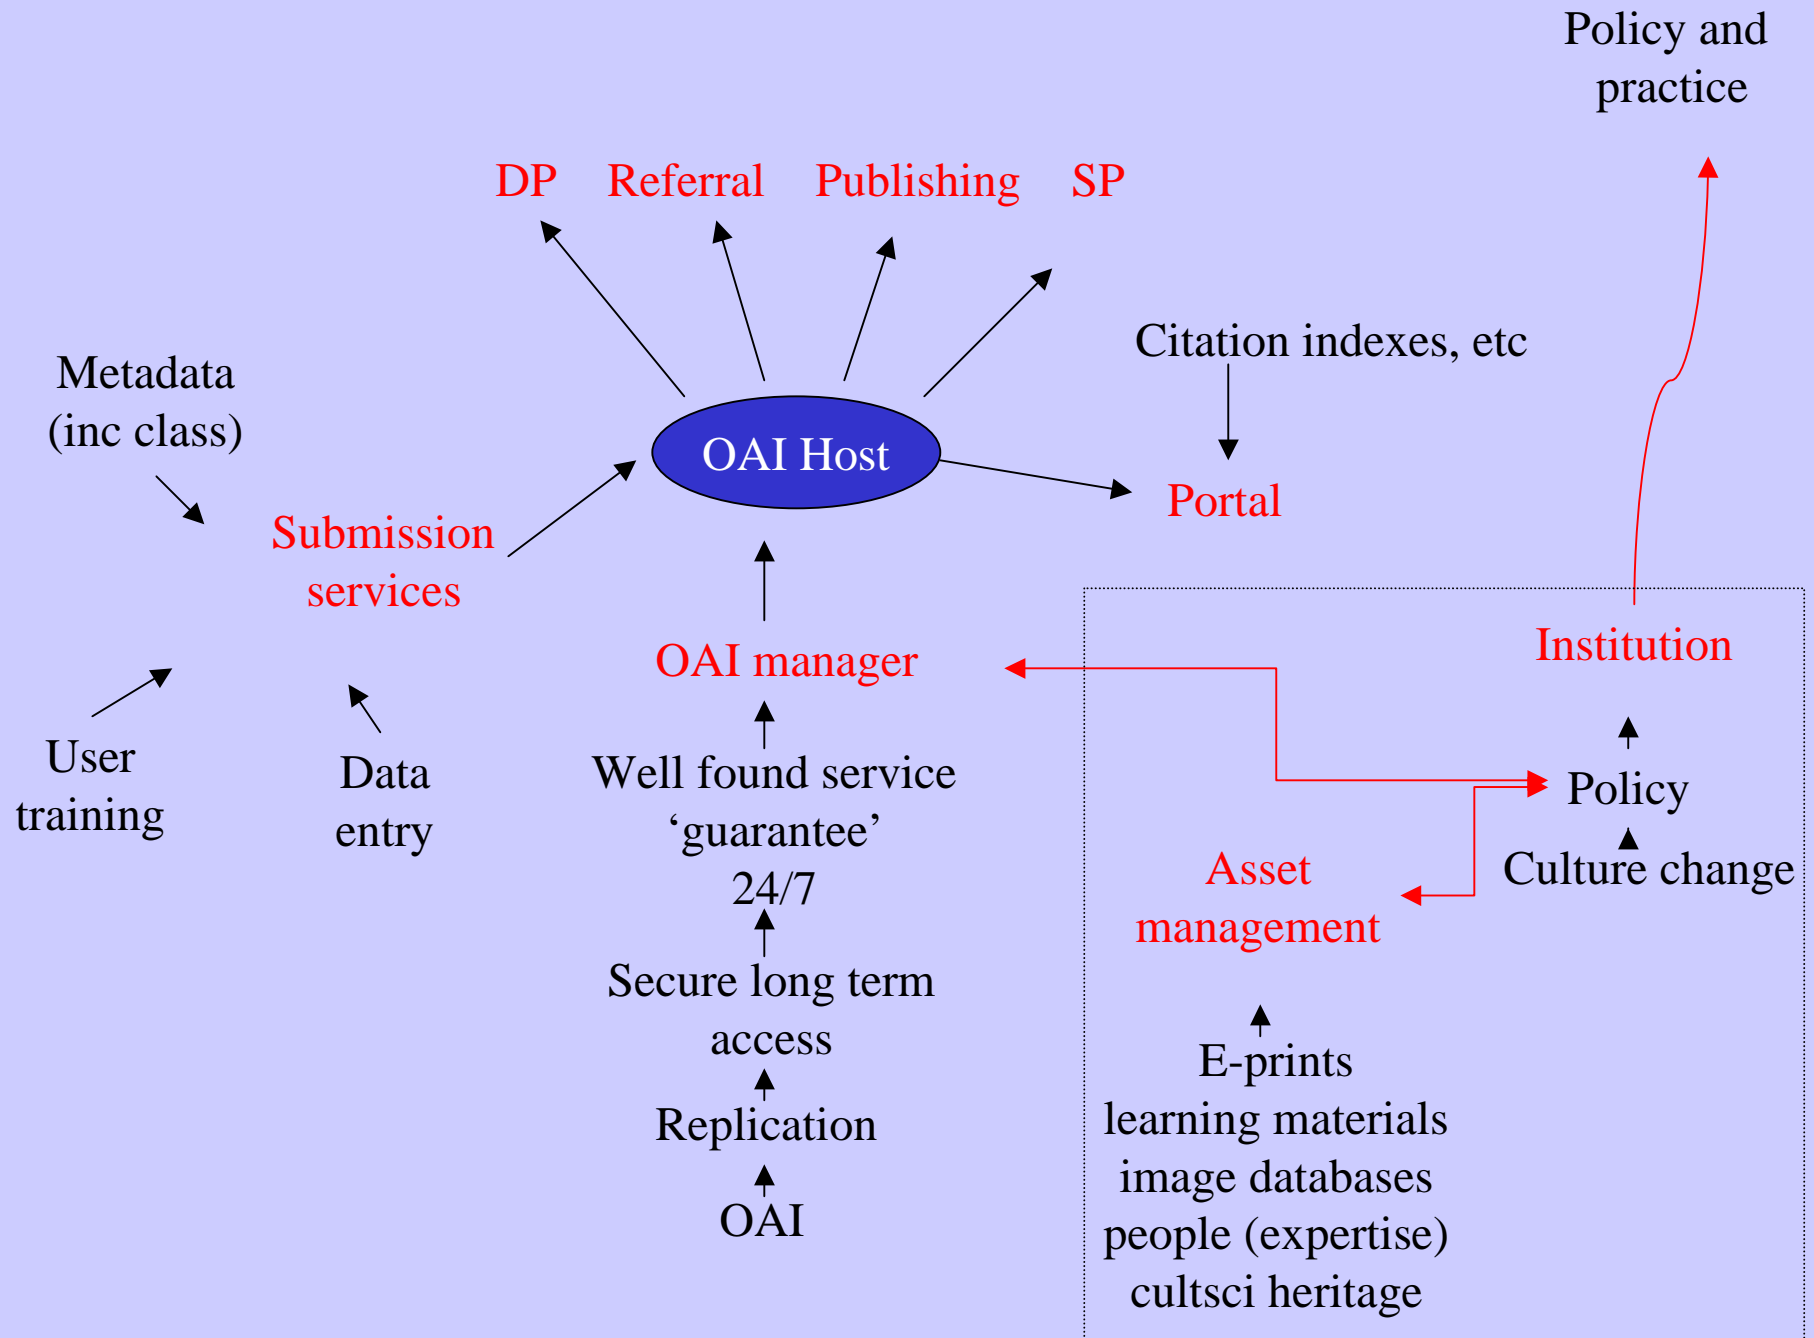 Policy and
practice
DP Referral Publishing SP
Citation indexes, etc
Metadata
(inc class)
OAI Host
Portal
Submission
services
OAI manager
Institution
User
training
Data
entry
Well found service
‘guarantee’
24/7
Policy
Culture change
Asset
management
Secure long term
access
Replication
OAI
E-prints
learning materials
image databases
people (expertise)
cultsci heritage